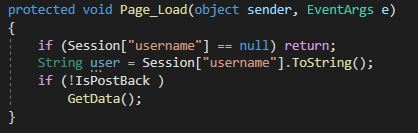 protected void Page_Load(object sender, EventArgs e)
{
if (Session["username"] == null) return;
String user = Session["username"].ToString();
if (!IsPostBack )
GetData();
}